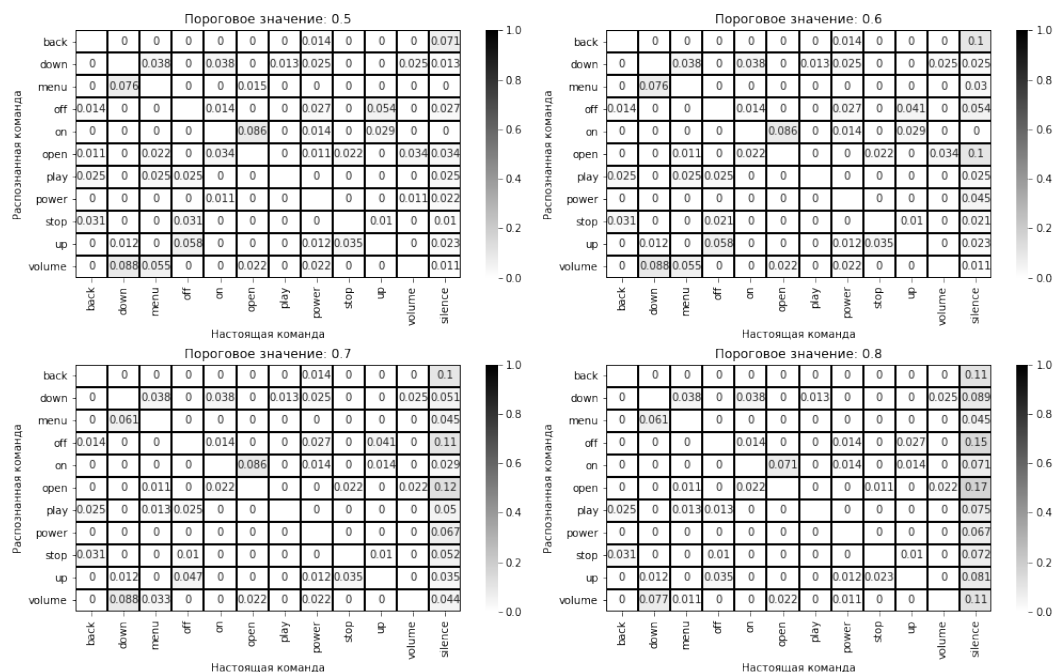 Пороговое значение: 0.5
Распознанная команда
back 0 0 0 0 0 0 0.014 0 0 0 0.071
down 0 0.038 0 0.038 0 0.013 0.025 0 0 0.025 0.013
menu 0 0.076 0 0 0.015 0 0 0 0 0 0
off 0.014 0 0 0.014 0 0 0.027 0 0.054 0 0.027
on 0 0 0 0 0.086 0 0.014 0 0.029 0 0
open 0.011 0 0.022 0 0.034 0 0.011 0.022 0 0.034 0.034
play 0.025 0 0.025 0.025 0 0 0 0 0 0 0.025
power 0 0 0 0 0.011 0 0 0 0 0.011 0.022
stop 0.031 0 0 0.031 0 0 0 0 0.01 0 0.01
up 0 0.012 0 0.058 0 0 0 0.012 0.035 0 0.023
volume 0 0.088 0.055 0 0 0.022 0 0.022 0 0 0.011
back down menu off on open play power stop up volume silence
Настоящая команда
1.0
0.8
0.6
0.4
0.2
0.0
Пороговое значение: 0.6
Распознанная команда
back 0 0 0 0 0 0 0.014 0 0 0 0.1
down 0 0.038 0 0.038 0 0.013 0.025 0 0 0.025 0.025
menu 0 0.076 0 0 0 0 0 0 0 0 0.03
off 0.014 0 0 0.014 0 0 0.027 0 0.041 0 0.054
on 0 0 0 0 0.086 0 0.014 0 0.029 0 0
open 0 0 0.011 0 0.022 0 0 0.022 0 0.034 0.1
play 0.025 0 0.025 0.025 0 0 0 0 0 0 0.025
power 0 0 0 0 0 0 0 0 0 0 0.045
stop 0.031 0 0 0.021 0 0 0 0 0.01 0 0.021
up 0 0.012 0 0.058 0 0 0 0.012 0.035 0 0.023
volume 0 0.088 0.055 0 0 0.022 0 0.022 0 0 0.011
back down menu off on open play power stop up volume silence
Настоящая команда
1.0
0.8
0.6
0.4
0.2
0.0
Пороговое значение: 0.7
Распознанная команда
back 0 0 0 0 0 0 0.014 0 0 0 0.1
down 0 0.038 0 0.038 0 0.013 0.025 0 0 0.025 0.051
menu 0 0.061 0 0 0 0 0 0 0 0 0.045
off 0.014 0 0 0.014 0 0 0.027 0 0.041 0 0.11
on 0 0 0 0 0.086 0 0.014 0 0.014 0 0.029
open 0 0 0.011 0 0.022 0 0 0.022 0 0.022 0.12
play 0.025 0 0.013 0.025 0 0 0 0 0 0 0.05
power 0 0 0 0 0 0 0 0 0 0 0.067
stop 0.031 0 0 0.01 0 0 0 0 0.01 0 0.052
up 0 0.012 0 0.047 0 0 0 0.012 0.035 0 0.035
volume 0 0.088 0.033 0 0 0.022 0 0.022 0 0 0.044
back down menu off on open play power stop up volume silence
Настоящая команда
1.0
0.8
0.6
0.4
0.2
0.0
Пороговое значение: 0.8
Распознанная команда
back 0 0 0 0 0 0 0 0 0 0 0.11
down 0 0.038 0 0.038 0 0.013 0 0 0 0.025 0.089
menu 0 0.061 0 0 0 0 0 0 0 0 0.045
off 0 0 0 0.014 0 0 0.014 0 0.027 0 0.15
on 0 0 0 0 0.071 0 0.014 0 0.014 0 0.071
open 0 0 0.011 0 0.022 0 0 0.011 0 0.022 0.17
play 0.025 0 0.013 0.013 0 0 0 0 0 0 0.075
power 0 0 0 0 0 0 0 0 0 0 0.067
stop 0.031 0 0 0.01 0 0 0 0 0.01 0 0.072
up 0 0.012 0 0.035 0 0 0 0.012 0.023 0 0.081
volume 0 0.077 0.011 0 0 0.022 0 0.011 0 0 0.11
back down menu off on open play power stop up volume silence
Настоящая команда
1.0
0.8
0.6
0.4
0.2
0.0